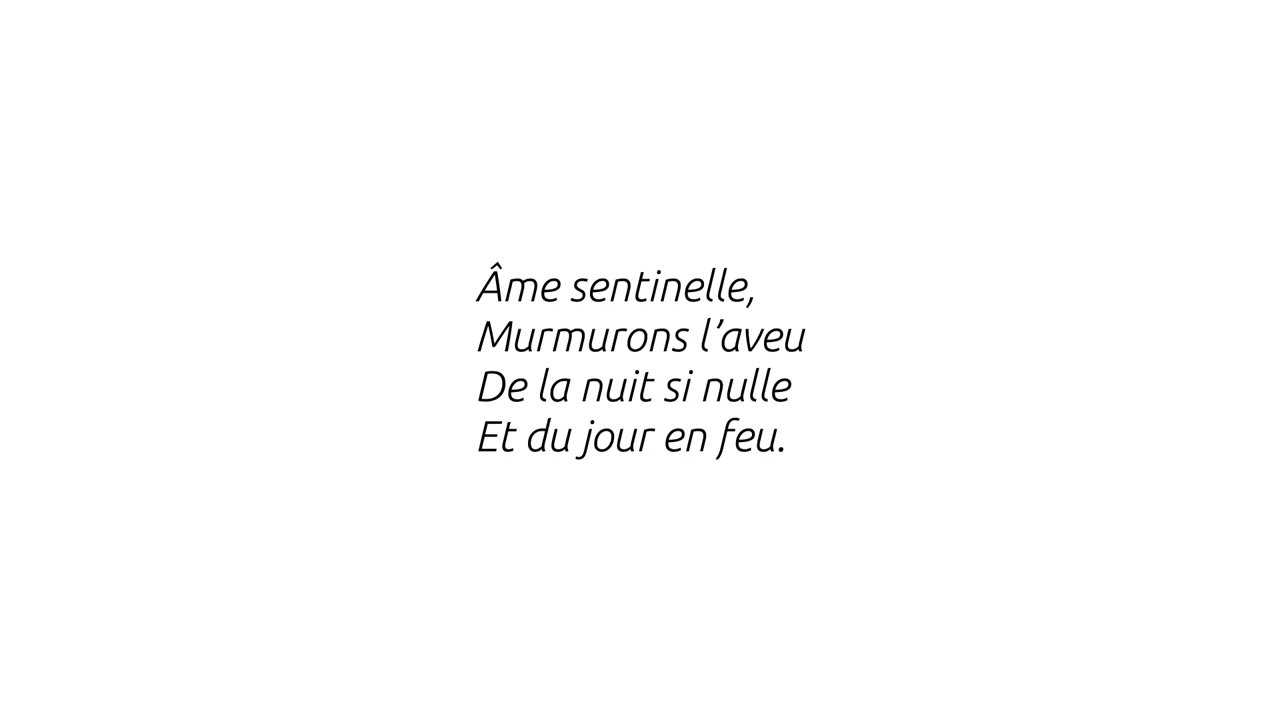 Âme sentinelle,
Murmurons l’aveu
De la nuit si nulle
Et du jour en feu.